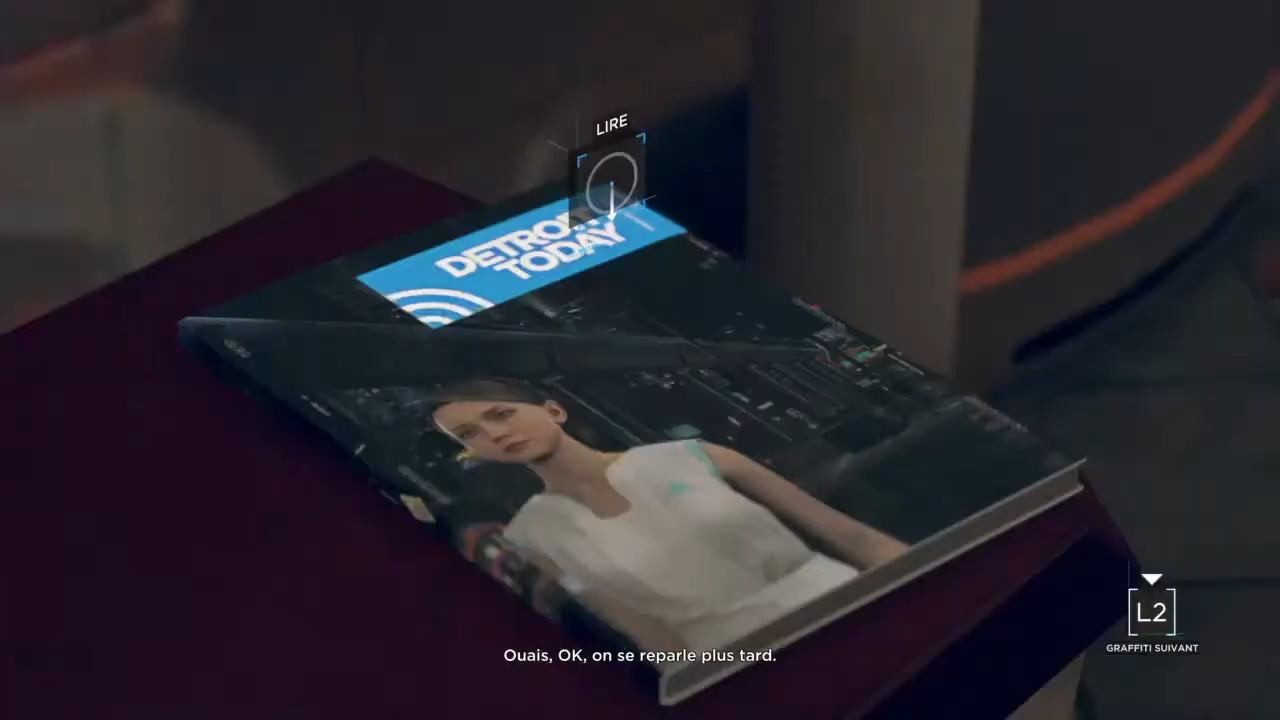 LIRE
DETROIT
TODAY
L2
GRAFFITI SUIVANT
Ouais, OK, on se reparle plus tard.